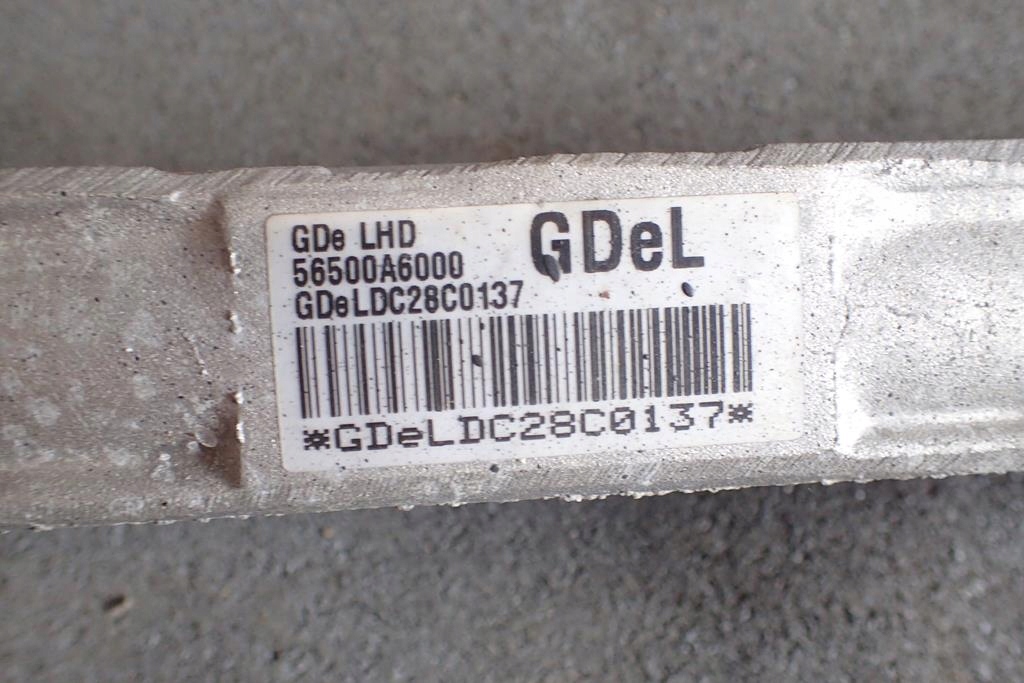 GDe LHD
GDeL
56500A6000
GDeLDC28C0137
*GDeLDC28C0137*